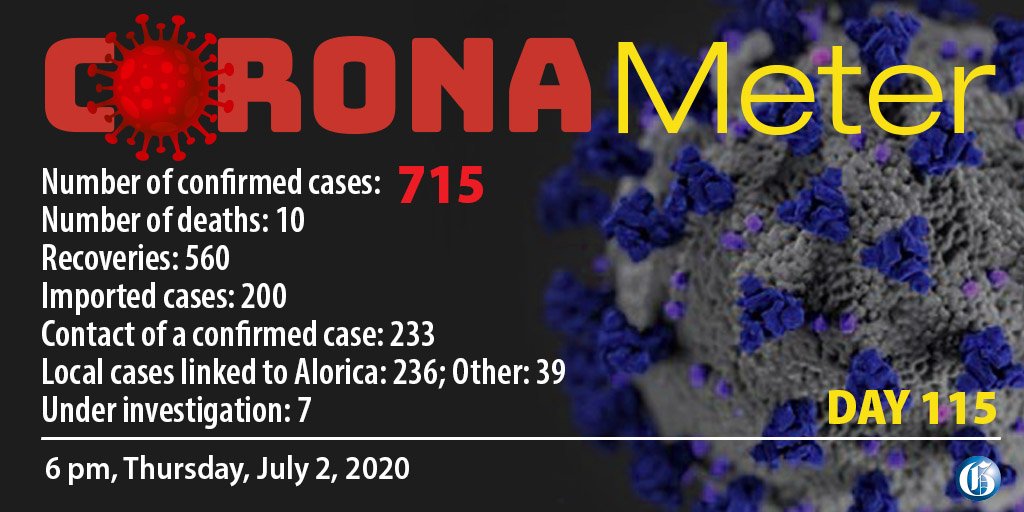 CORONA Meter
Number of confirmed cases: 715
Number of deaths: 10
Recoveries: 560
Imported cases: 200
Contact of a confirmed case: 233
Local cases linked to Alorica: 236; Other: 39
Under investigation: 7
DAY 115
6 pm, Thursday, July 2, 2020
G